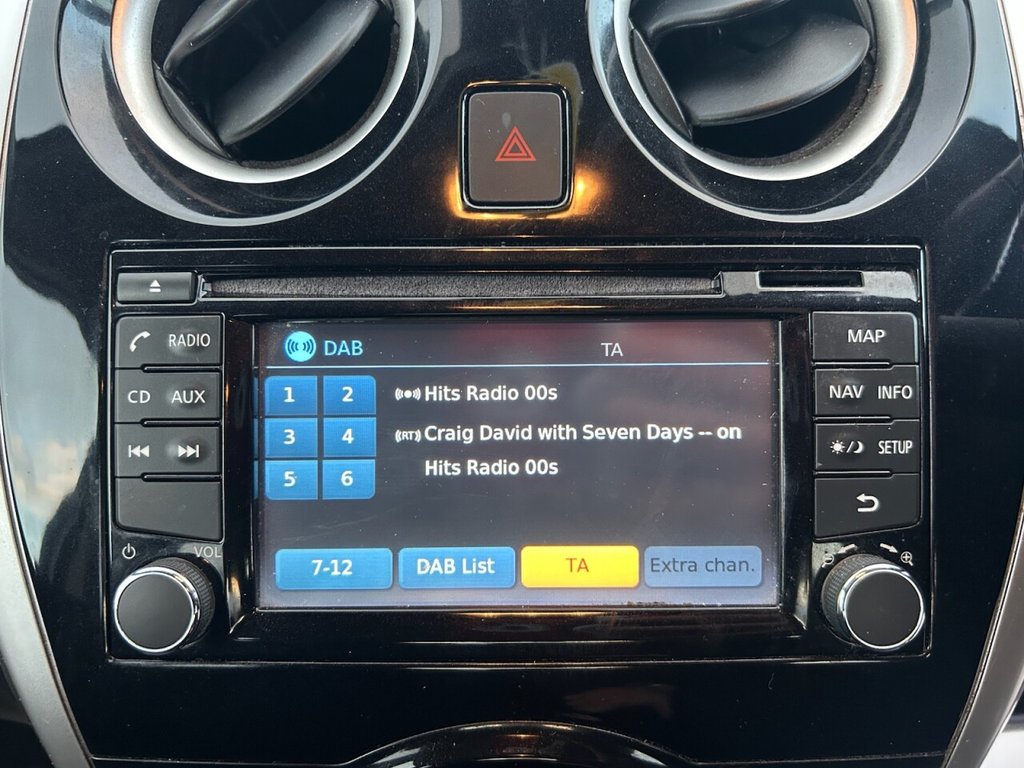 RADIO
CD AUX
VOL
DAB
TA
1 2
Hits Radio 00s
3 4
(RT) Craig David with Seven Days -- on
Hits Radio 00s
5 6
7-12
DAB List
TA
Extra chan.
MAP
NAV INFO
SETUP